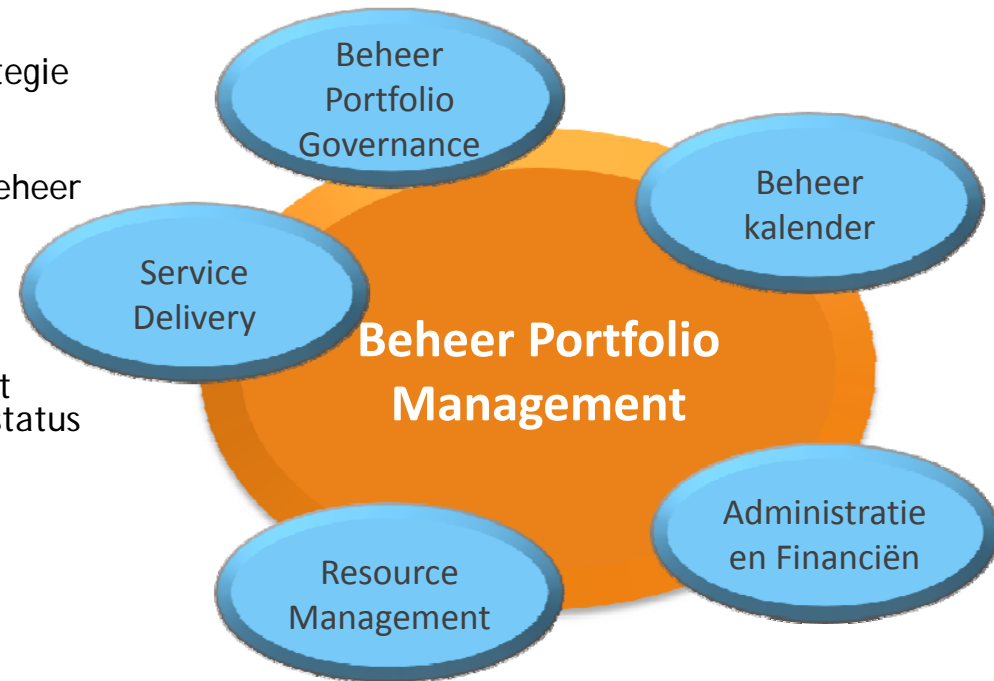 tegie
eheer
t
status
Beheer
Portfolio
Governance
Beheer
kalender
Service
Delivery
Beheer Portfolio
Management
Administratie
en Financiën
Resource
Management